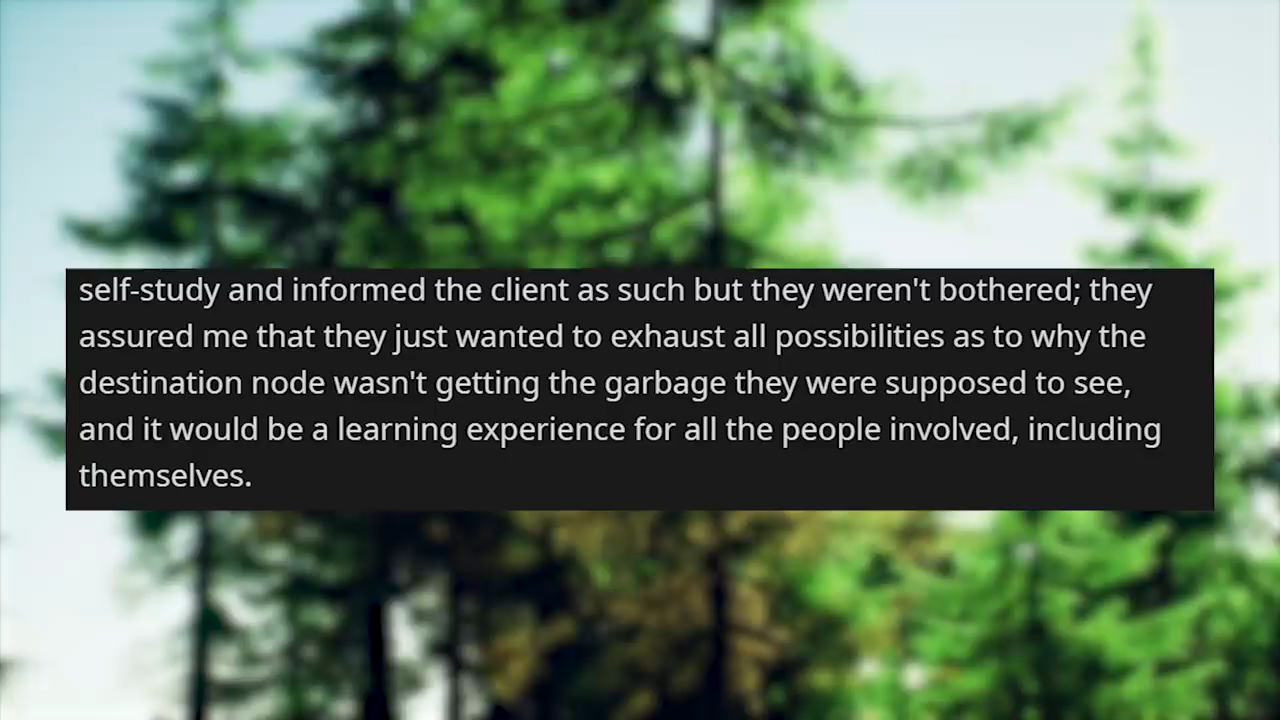 self-study and informed the client as such but they weren't bothered; they
assured me that they just wanted to exhaust all possibilities as to why the
destination node wasn't getting the garbage they were supposed to see,
and it would be a learning experience for all the people involved, including
themselves.